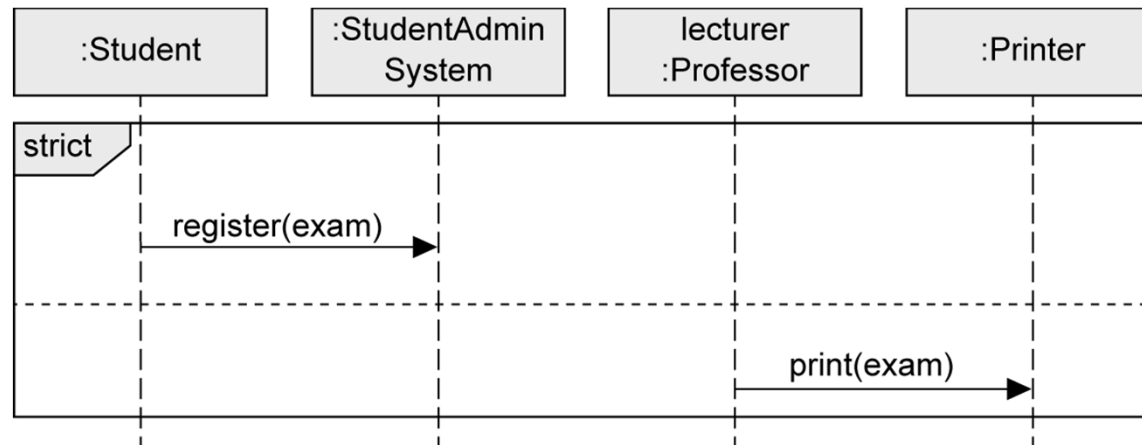 :Student
:StudentAdmin
System
lecturer
:Professor
:Printer
strict
register(exam)
print(exam)